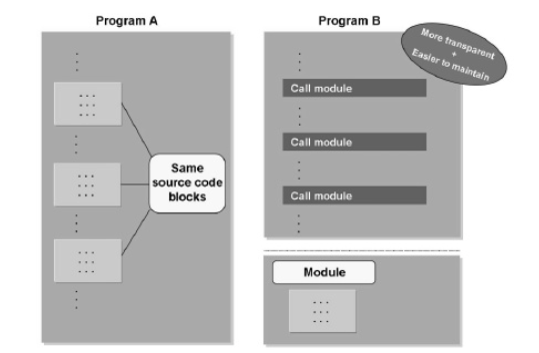 Program A
Same
source code
blocks
Program B
More transparent
+
Easier to maintain
Call module
Call module
Call module
Module